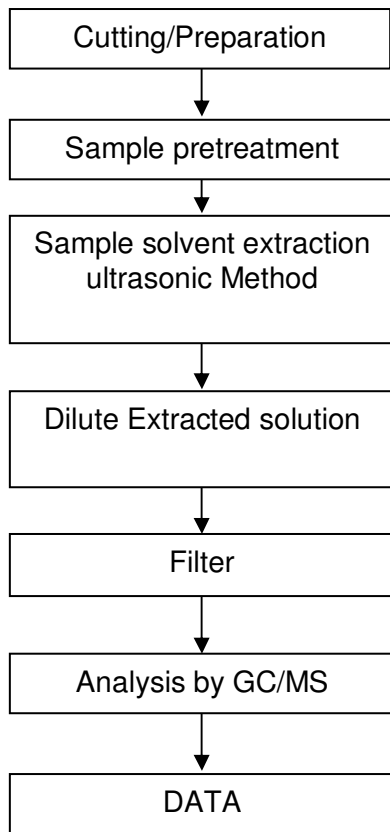 Cutting/Preparation
Sample pretreatment
Sample solvent extraction
ultrasonic Method
Dilute Extracted solution
Filter
Analysis by GC/MS
DATA